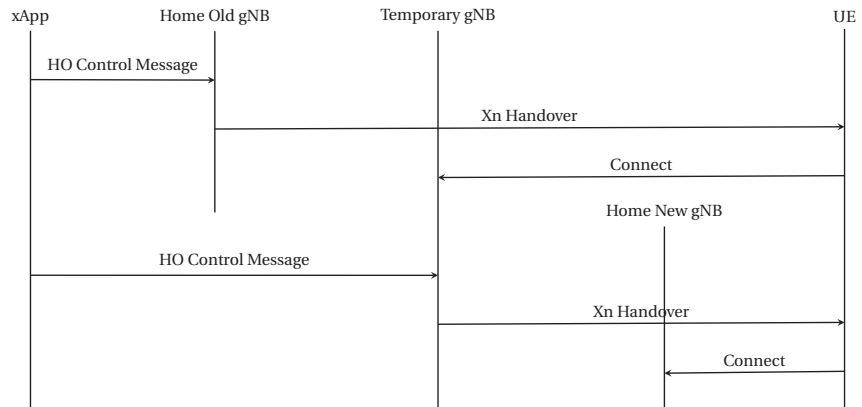 xApp
Home Old gNB
Temporary gNB
UE
HO Control Message
Xn Handover
Connect
Home New gNB
HO Control Message
Xn Handover
Connect